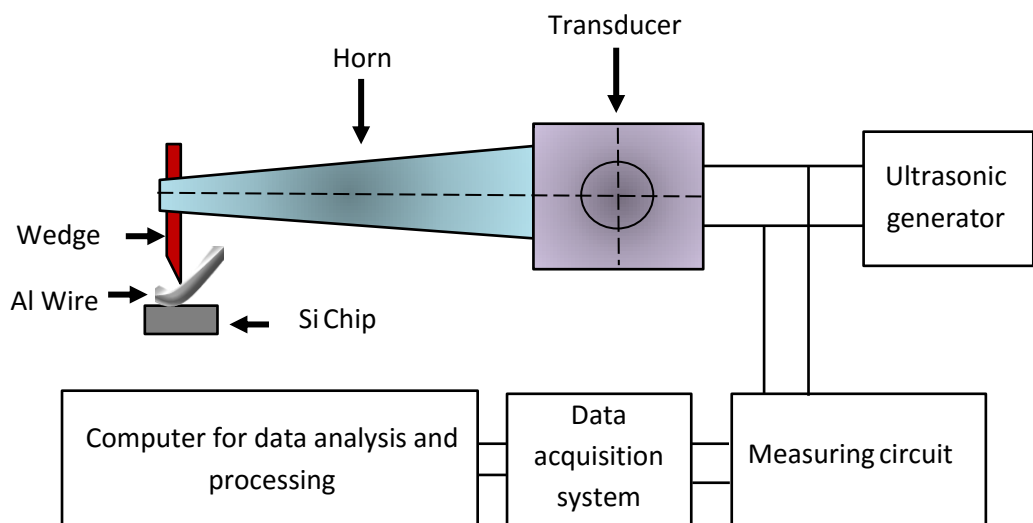 Transducer
Horn
Ultrasonic
generator
Wedge
Al Wire
Si Chip
Computer for data analysis and
processing
Data
acquisition
system
Measuring circuit